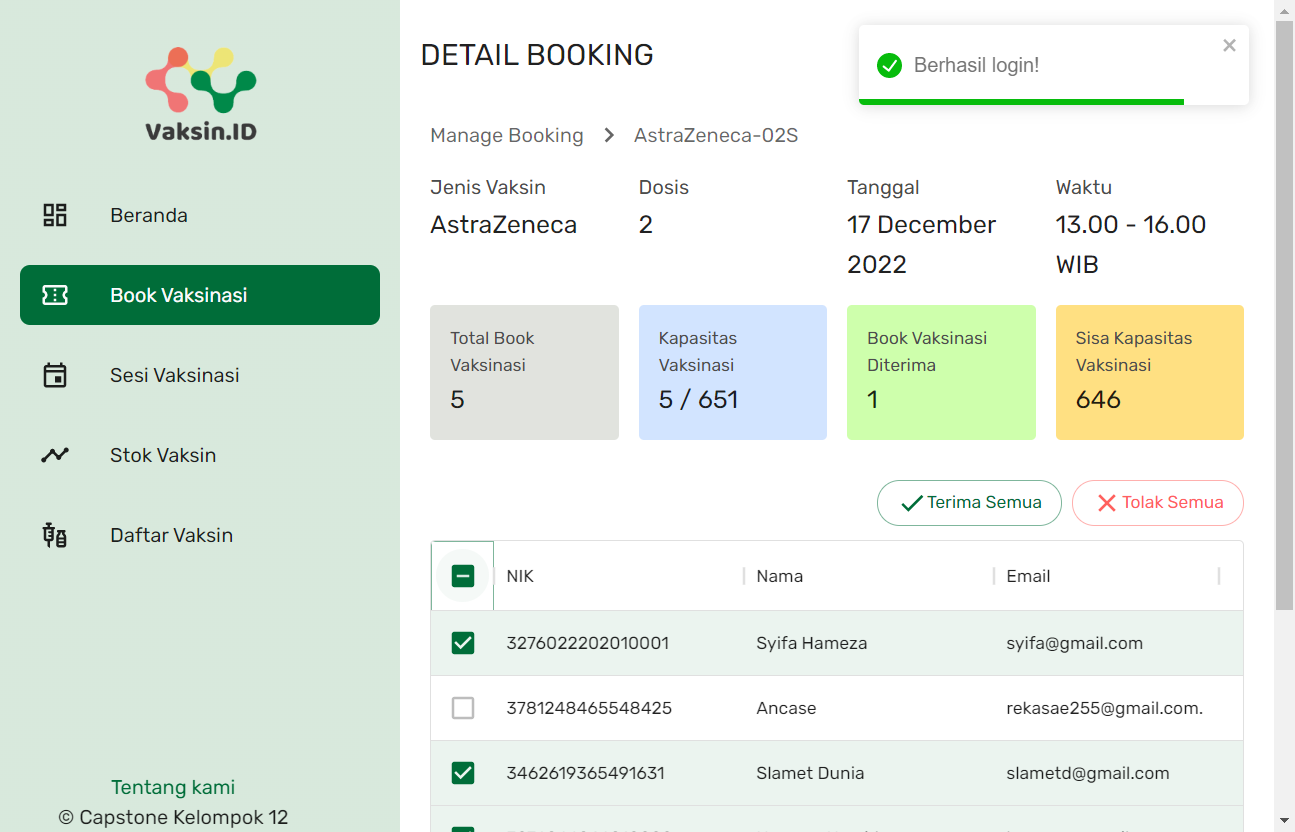 Vaksin.ID
Beranda
Book Vaksinasi
Sesi Vaksinasi
Stok Vaksin
Daftar Vaksin
Tentang kami
© Capstone Kelompok 12
DETAIL BOOKING
Berhasil login!
Manage Booking > AstraZeneca-02S
Jenis Vaksin Dosis Tanggal Waktu
AstraZeneca 2 17 December 13.00 - 16.00
2022 WIB
Total Book Kapasitas Book Vaksinasi Sisa Kapasitas
Vaksinasi Vaksinasi Diterima Vaksinasi
5 5 / 651 1 646
Terima Semua Tolak Semua
NIK Nama Email
3276022202010001 Syifa Hameza syifa@gmail.com
3781248465548425 Ancase rekasae255@gmail.com.
3462619365491631 Slamet Dunia slametd@gmail.com